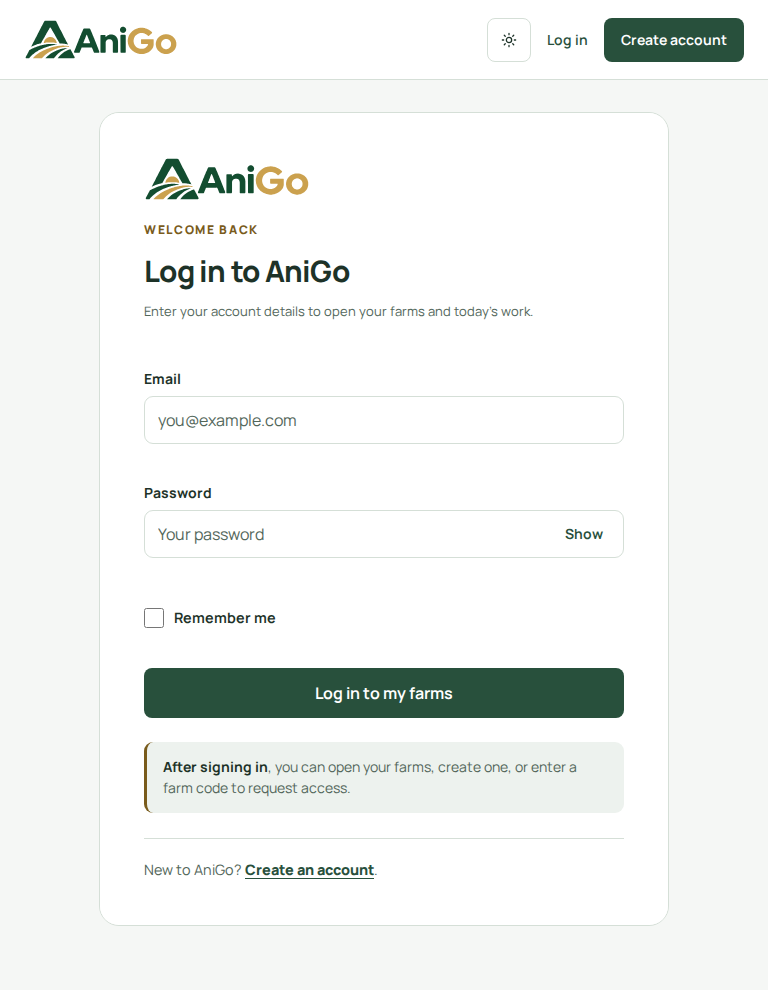 AniGo
Log in
Create account
AniGo
WELCOME BACK
Log in to AniGo
Enter your account details to open your farms and today's work.
Email
you@example.com
Password
Your password
Show
Remember me
Log in to my farms
After signing in, you can open your farms, create one, or enter a
farm code to request access.
New to AniGo? Create an account.